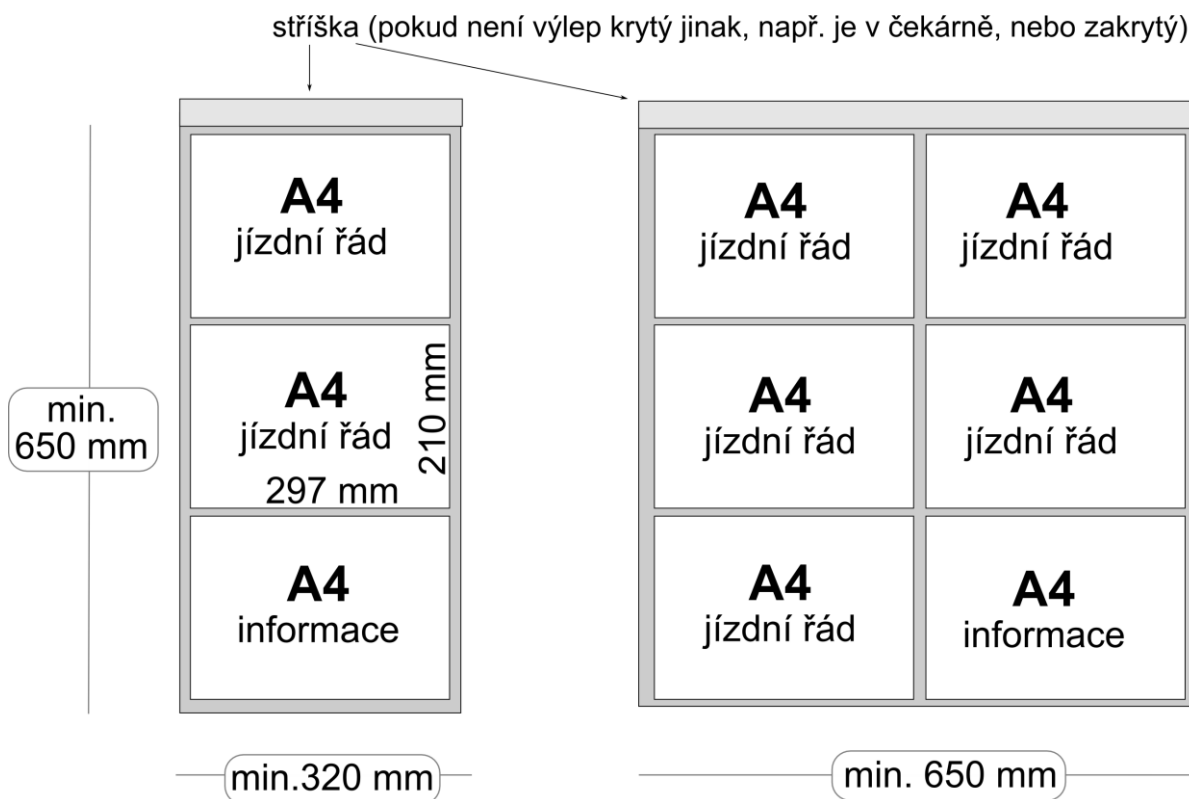 stříška (pokud není výlep krytý jinak, např. je v čekárně, nebo zakrytý)
A4
jízdní řád
A4
jízdní řád
297 mm
210 mm
A4
informace
min.
650 mm
min.320 mm
A4
jízdní řád
A4
jízdní řád
A4
jízdní řád
A4
jízdní řád
A4
jízdní řád
A4
informace
min. 650 mm